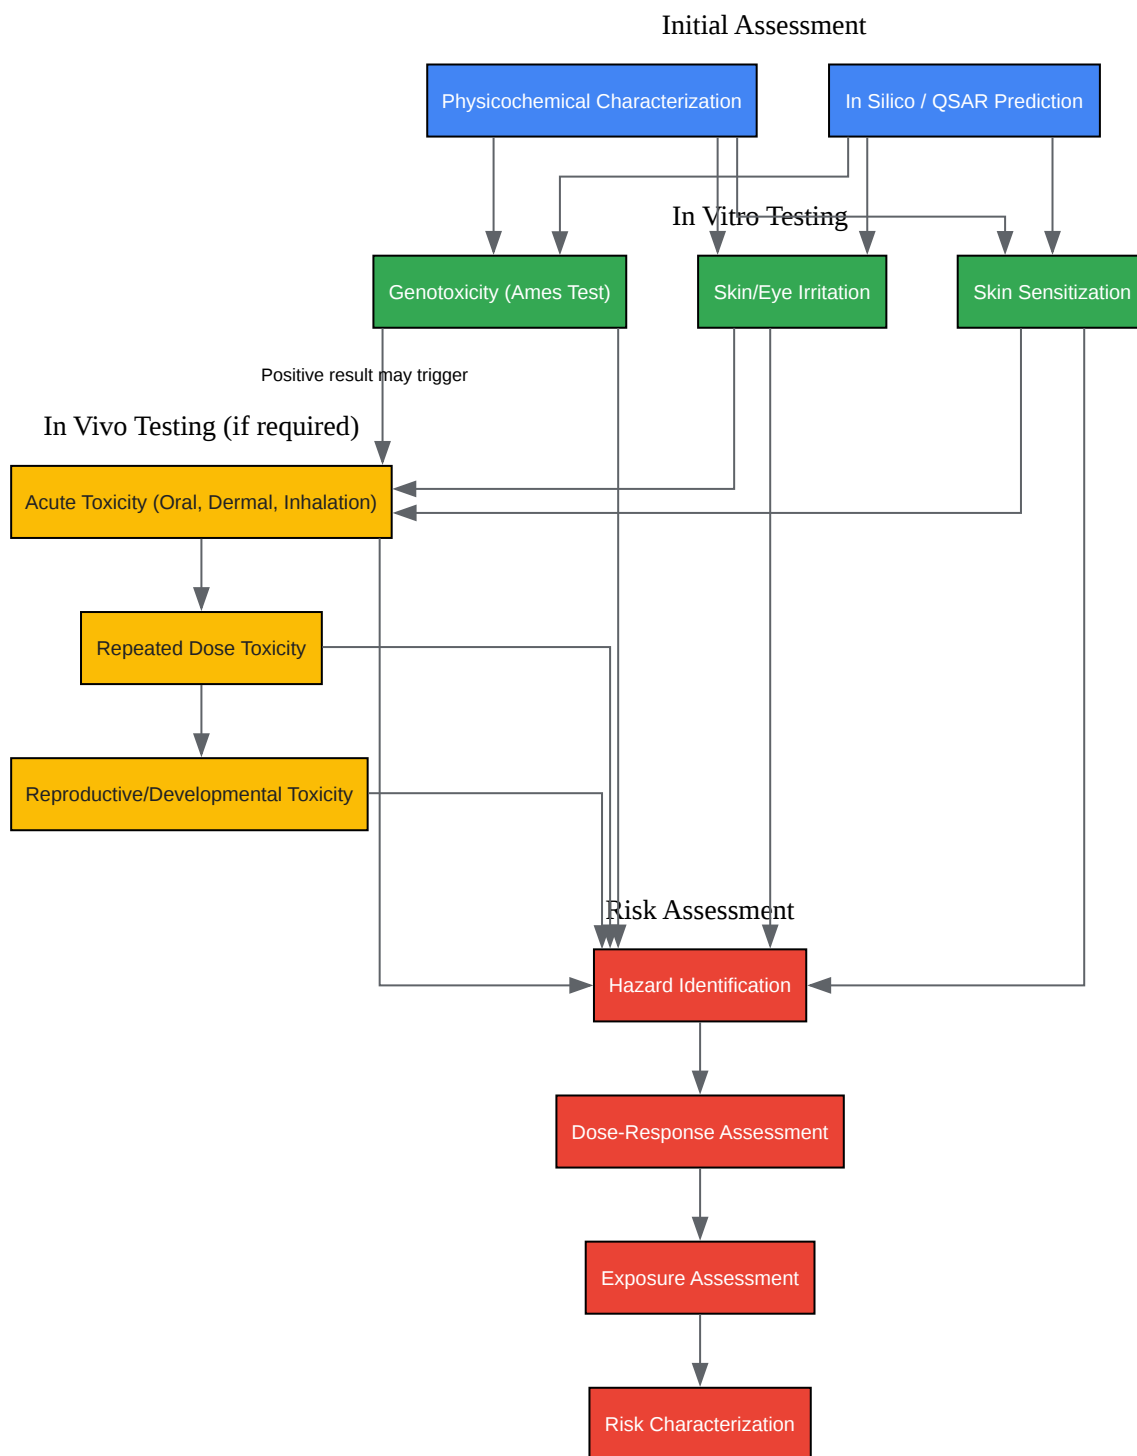 Initial Assessment
Physicochemical Characterization
In Silico / QSAR Prediction
In Vitro Testing
Genotoxicity (Ames Test)
Skin/Eye Irritation
Skin Sensitization
Positive result may trigger
In Vivo Testing (if required)
Acute Toxicity (Oral, Dermal, Inhalation)
Repeated Dose Toxicity
Reproductive/Developmental Toxicity
Risk Assessment
Hazard Identification
Dose-Response Assessment
Exposure Assessment
Risk Characterization